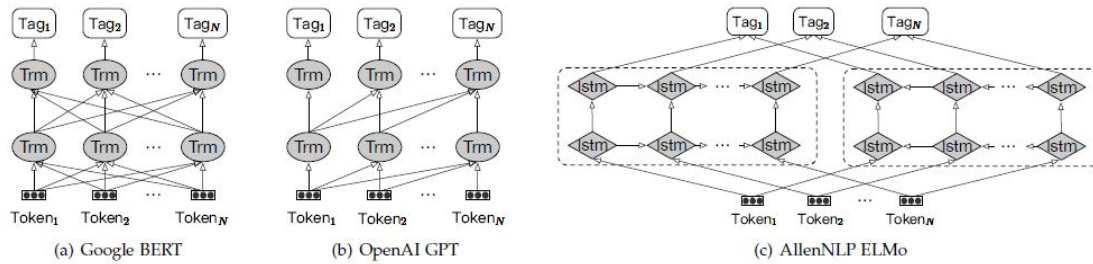 Tag1 Tag2 TagN
Trm Trm ... Trm
Trm Trm ... Trm
...
Token1 Token2 TokenN
(a) Google BERT
Tag1 Tag2 TagN
Trm Trm ... Trm
Trm Trm ... Trm
...
Token1 Token2 TokenN
(b) OpenAI GPT
Tag1 Tag2 TagN
lstm lstm ... lstm lstm lstm ... lstm
lstm lstm ... lstm lstm lstm ... lstm
...
Token1 Token2 TokenN
(c) AllenNLP ELMo